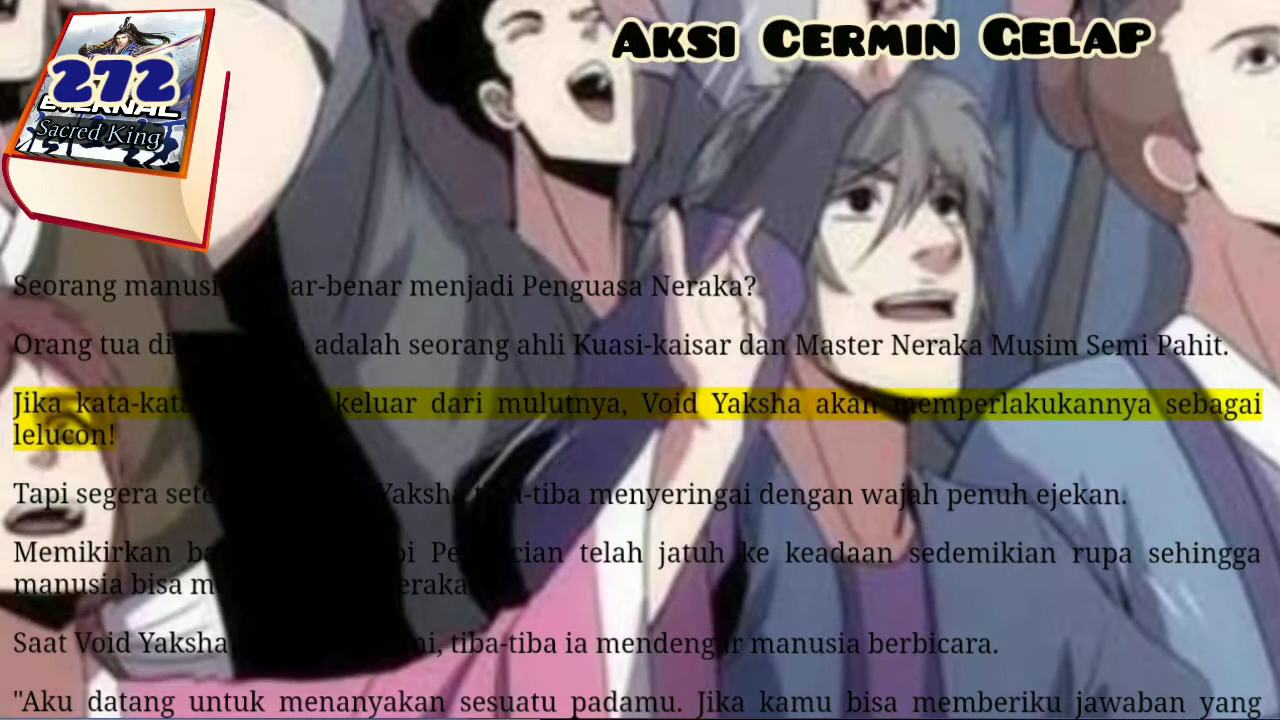 Aksi Cermin Gelap
272
ETERNAL
Sacred King
Seorang ar-benar menjadi Penguasa Neraka?
Orang tua di adalah seorang ahli Kuasi-kaisar dan Master Neraka Musim Semi Pahit.
Jika kata-kata keluar dari mulutnya, Void Yaksha akan memperlakukannya sebagai
lelucon!
Tapi segera Yaksha tiba-tiba menyeringai dengan wajah penuh ejekan.
Memikirkan telah jatuh ke keadaan sedemikian rupa sehingga
manusia bisa
Saat Void Yaksha tiba-tiba ia mendengar manusia berbicara.
"Aku datang untuk menanyakan sesuatu padamu. Jika kamu bisa memberiku jawaban yang